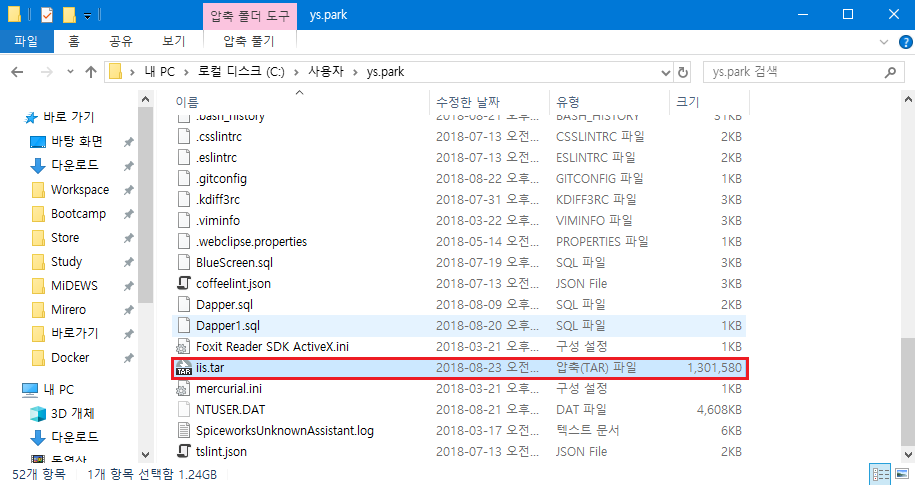 압축 폴더 도구 ys.park
파일 홈 공유 보기 압축 풀기
내 PC 로컬 디스크 (C:) 사용자 ys.park ys.park 검색
바로 가기
바탕 화면
다운로드
Workspace
Bootcamp
Store
Study
MiDEWS
Mirero
바로가기
Docker
내 PC
3D 개체
다운로드
동영상
이름 수정한 날짜 유형 크기
.bash_history 2018-08-21 오후... BASH_HISTORY 31KB
.csslintrc 2018-07-13 오전... CSSLINTRC 파일 2KB
.eslintrc 2018-07-13 오전... ESLINTRC 파일 2KB
.gitconfig 2018-08-22 오후... GITCONFIG 파일 1KB
.kdiff3rc 2018-07-31 오후... KDIFF3RC 파일 3KB
.viminfo 2018-03-22 오후... VIMINFO 파일 3KB
.webclipse.properties 2018-05-14 오전... PROPERTIES 파일 1KB
BlueScreen.sql 2018-07-19 오후... SQL 파일 3KB
coffeelint.json 2018-07-13 오전... JSON File 3KB
Dapper.sql 2018-08-09 오후... SQL 파일 2KB
Dapper1.sql 2018-08-20 오후... SQL 파일 1KB
Foxit Reader SDK ActiveX.ini 2018-03-21 오후... 구성 설정 1KB
TAR iis.tar 2018-08-23 오전... 압축(TAR) 파일 1,301,580
mercurial.ini 2018-03-21 오후... 구성 설정 1KB
NTUSER.DAT 2018-08-21 오후... DAT 파일 4,608KB
SpiceworksUnknownAssistant.log 2018-03-17 오후... 텍스트 문서 6KB
tslint.json 2018-07-13 오전... JSON File 2KB
52개 항목 1개 항목 선택함 1.24GB